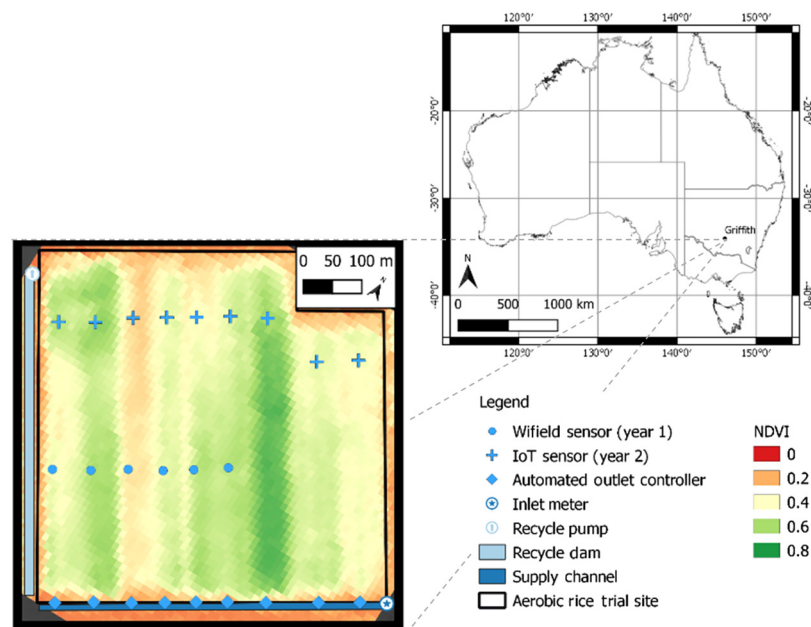 120°0' 130°0' 140°0' 150°0'
-20°0' -20°0'
-30°0' -30°0'
-40°0' -40°0'
Griffith
N
0 500 1000 km
120°0' 130°0' 140°0' 150°0'
0 50 100 m
N
Legend
Wifield sensor (year 1)
IoT sensor (year 2)
Automated outlet controller
Inlet meter
Recycle pump
Recycle dam
Supply channel
Aerobic rice trial site
NDVI
0
0.2
0.4
0.6
0.8